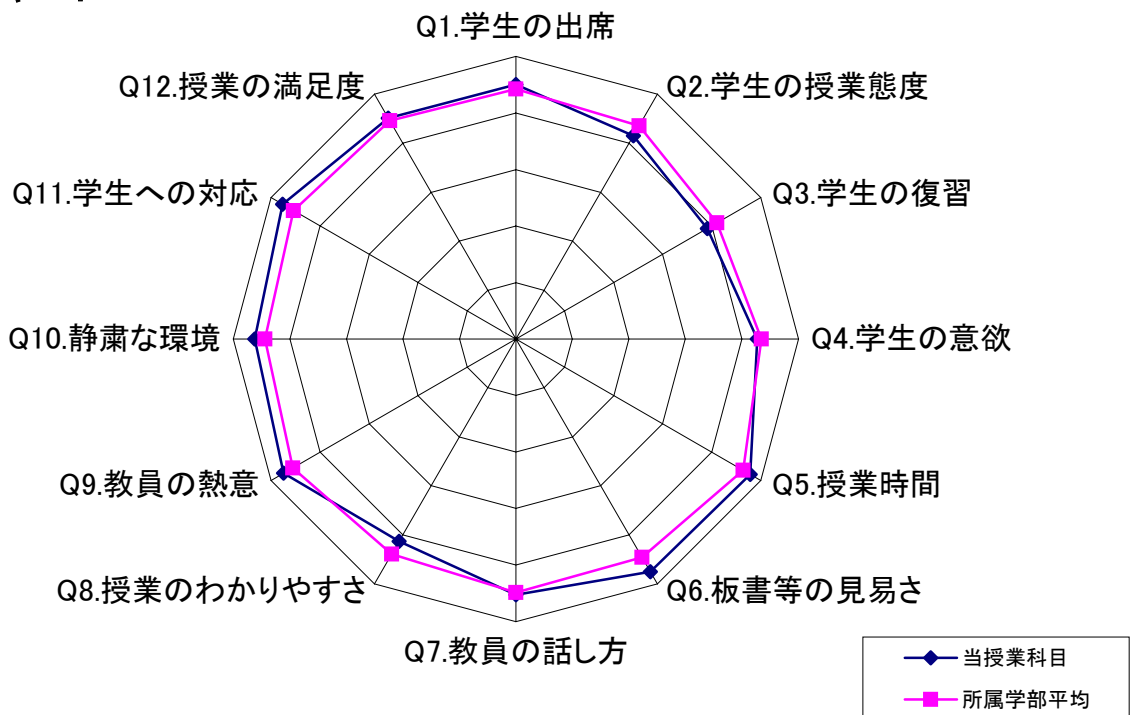 Q1.学生の出席
Q2.学生の授業態度
Q3.学生の復習
Q4.学生の意欲
Q5.授業時間
Q6.板書等の見易さ
Q7.教員の話し方
Q8.授業のわかりやすさ
Q9.教員の熱意
Q10.静粛な環境
Q11.学生への対応
Q12.授業の満足度
当授業科目
所属学部平均